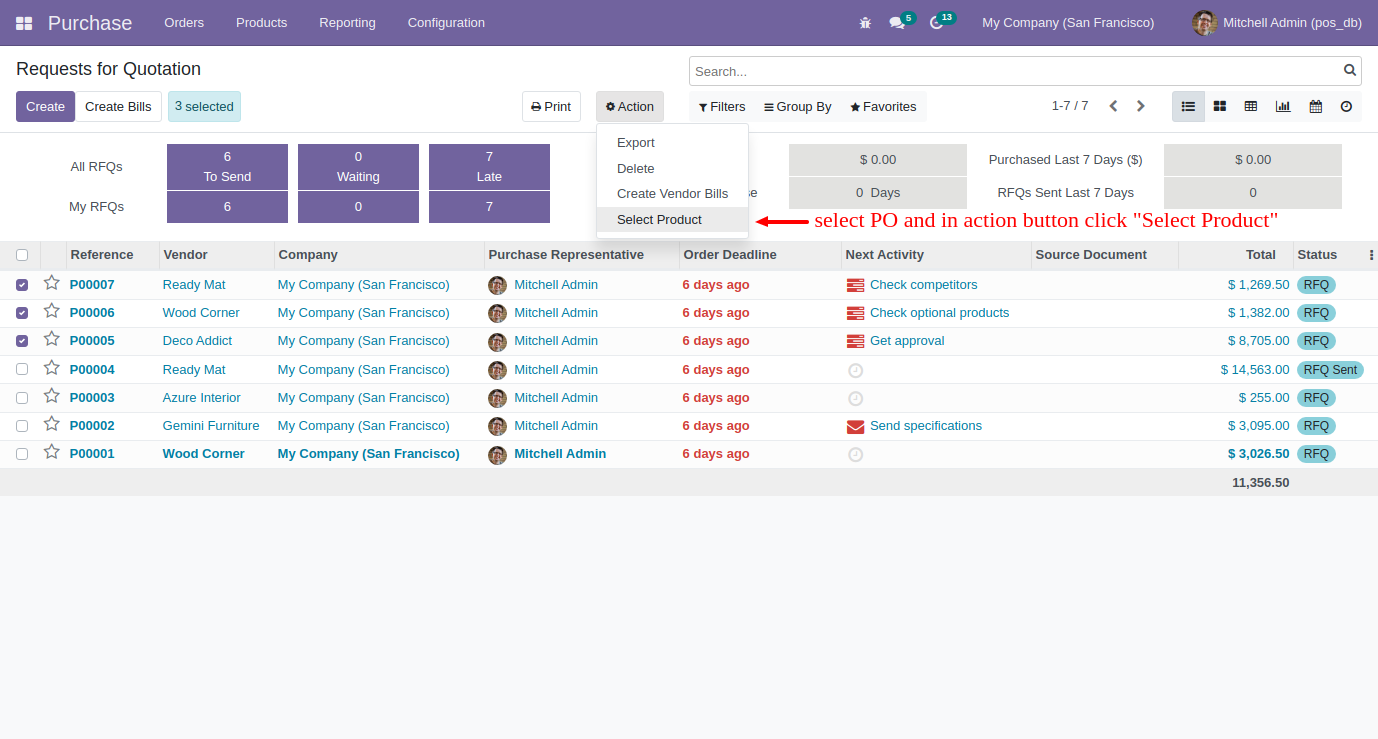 Purchase Orders Products Reporting Configuration 5 13 My Company (San Francisco) Mitchell Admin (pos_db)
Requests for Quotation Search...
Create Create Bills 3 selected Print Action Filters Group By Favorites 1-7 / 7
Export
Delete
Create Vendor Bills
Select Product
All RFQs 6 To Send 0 Waiting 7 Late $ 0.00 Purchased Last 7 Days ($) $ 0.00
My RFQs 6 0 7 se 0 Days RFQs Sent Last 7 Days 0
select PO and in action button click "Select Product"
Reference Vendor Company Purchase Representative Order Deadline Next Activity Source Document Total Status
P00007 Ready Mat My Company (San Francisco) Mitchell Admin 6 days ago Check competitors $ 1,269.50 RFQ
P00006 Wood Corner My Company (San Francisco) Mitchell Admin 6 days ago Check optional products $ 1,382.00 RFQ
P00005 Deco Addict My Company (San Francisco) Mitchell Admin 6 days ago Get approval $ 8,705.00 RFQ
P00004 Ready Mat My Company (San Francisco) Mitchell Admin 6 days ago $ 14,563.00 RFQ Sent
P00003 Azure Interior My Company (San Francisco) Mitchell Admin 6 days ago $ 255.00 RFQ
P00002 Gemini Furniture My Company (San Francisco) Mitchell Admin 6 days ago Send specifications $ 3,095.00 RFQ
P00001 Wood Corner My Company (San Francisco) Mitchell Admin 6 days ago $ 3,026.50 RFQ
11,356.50